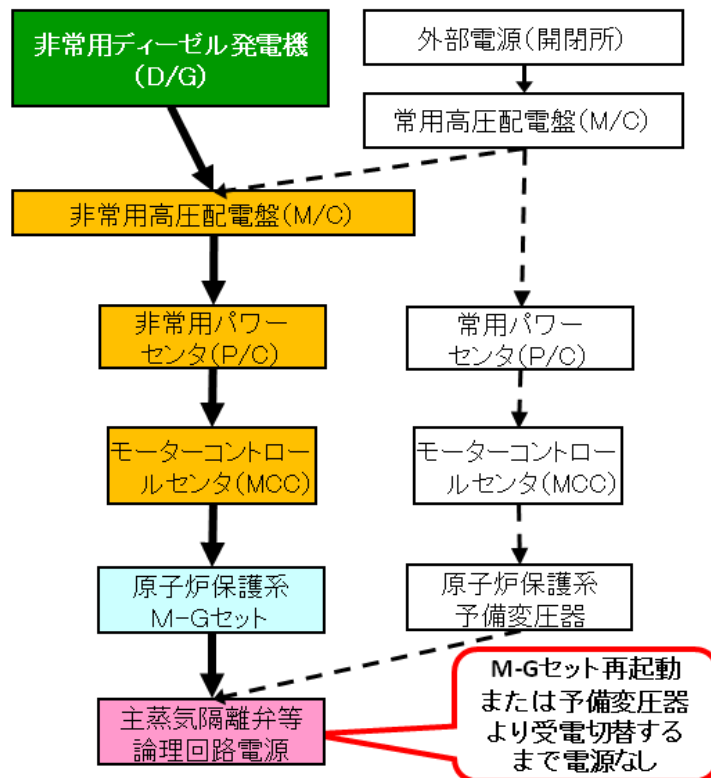 非常用ディーゼル発電機
(D/G)
外部電源(開閉所)
常用高圧配電盤(M/C)
非常用高圧配電盤(M/C)
非常用パワー
センタ(P/C)
常用パワー
センタ(P/C)
モーターコントロー
ルセンタ(MCC)
モーターコントロー
ルセンタ(MCC)
原子炉保護系
M-Gセット
原子炉保護系
予備変圧器
主蒸気隔離弁等
論理回路電源
M-Gセット再起動
または予備変圧器
より受電切替する
まで電源なし